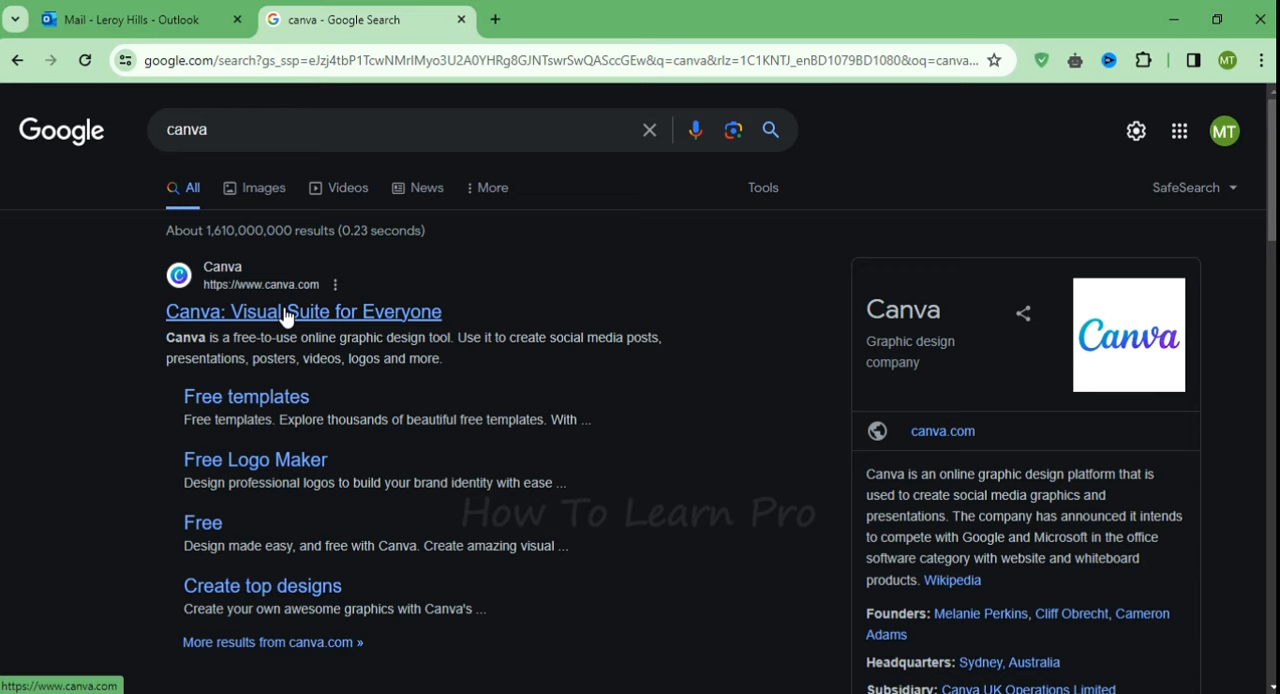 Mail - Leroy Hills - Outlook
canva - Google Search
google.com/search?gs_ssp=eJzj4tbP1TcwNMrIMyo3U2A0YHRg8GJNTswrSwQASccGEw&q=canva&rlz=1C1KNTJ_enBD1079BD1080&oq=canva...
MT
Google
canva
MT
All
Images
Videos
News
More
Tools
SafeSearch
About 1,610,000,000 results (0.23 seconds)
Canva
https://www.canva.com
Canva: Visual Suite for Everyone
Canva is a free-to-use online graphic design tool. Use it to create social media posts,
presentations, posters, videos, logos and more.
Free templates
Free templates. Explore thousands of beautiful free templates. With ...
Free Logo Maker
Design professional logos to build your brand identity with ease ...
Free
Design made easy, and free with Canva. Create amazing visual ...
Create top designs
Create your own awesome graphics with Canva's ...
More results from canva.com »
How To Learn Pro
Canva
Graphic design
company
Canva
canva.com
Canva is an online graphic design platform that is
used to create social media graphics and
presentations. The company has announced it intends
to compete with Google and Microsoft in the office
software category with website and whiteboard
products. Wikipedia
Founders: Melanie Perkins, Cliff Obrecht, Cameron
Adams
Headquarters: Sydney, Australia
Subsidiary: Canva UK Operations Limited
https://www.canva.com